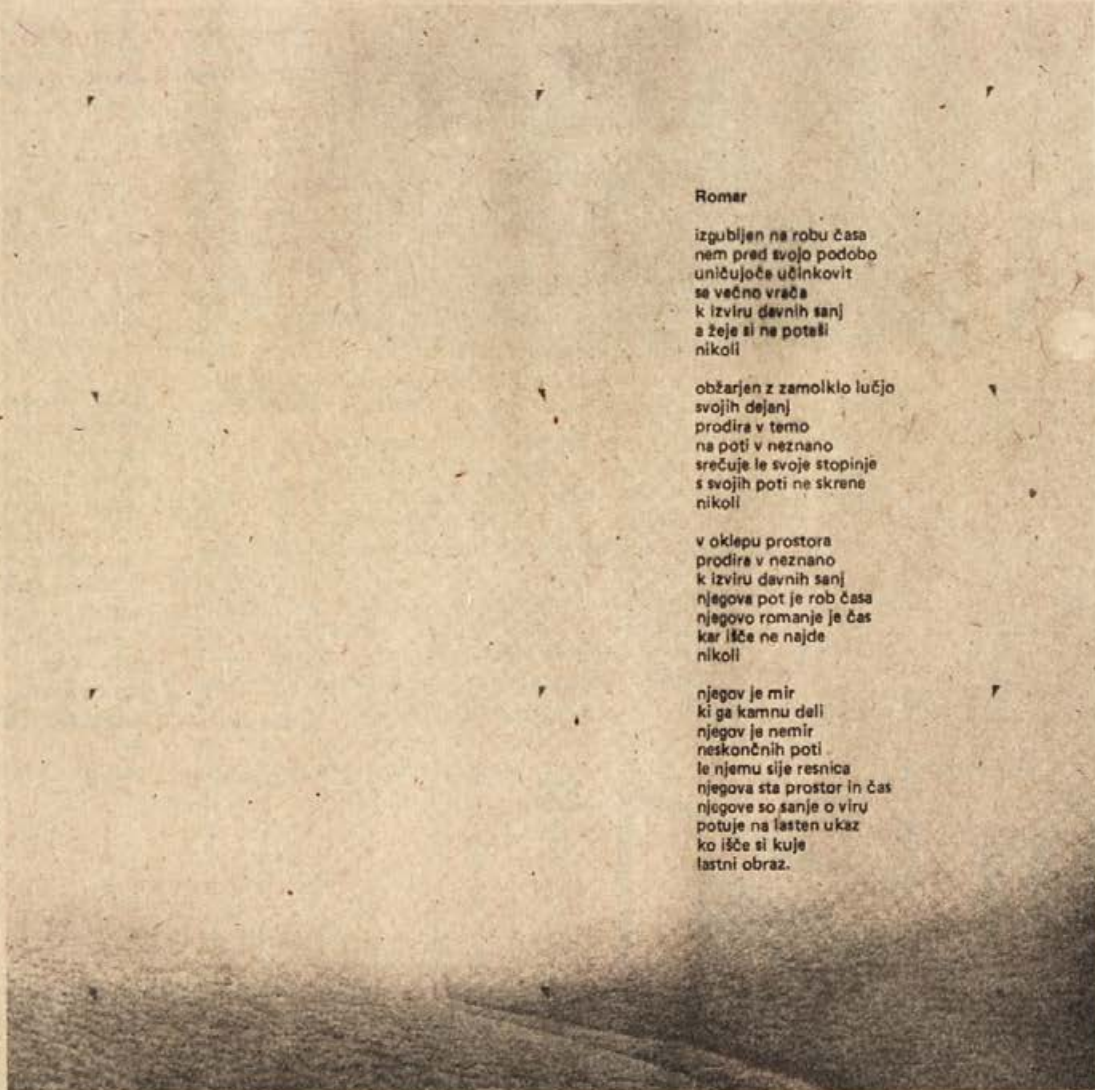 Romar
izgubljen na robu časa
nem pred svojo podobo
uničujoče učinkovit
se večno vrača
k izviru davnih sanj
a žeje si ne poteši
nikoli
obžarjen z zamolklo lučjo
svojih dejanj
prodira v temo
na poti v neznano
srečuje le svoje stopinje
s svojih poti ne skrene
nikoli
v oklepu prostora
prodira v neznano
k izviru davnih sanj
njegova pot je rob časa
njegovo romanje je čas
kar išče ne najde
nikoli
njegov je mir
ki ga kamnu deli
njegov je nemir
neskončnih poti
le njemu sije resnica
njegova sta prostor in čas
njegove so sanje o viru
potuje na lasten ukaz
ko išče si kuje
lastni obraz.